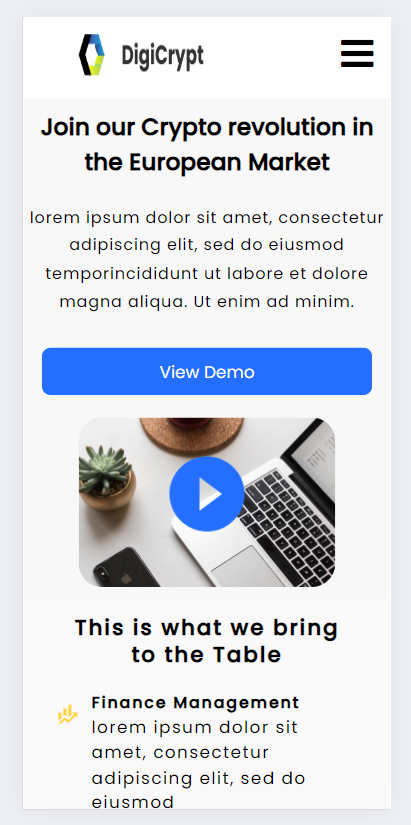 DigiCrypt
Join our Crypto revolution in
the European Market
lorem ipsum dolor sit amet, consectetur
adipiscing elit, sed do eiusmod
temporincididunt ut labore et dolore
magna aliqua. Ut enim ad minim.
View Demo
This is what we bring
to the Table
Finance Management
lorem ipsum dolor sit
amet, consectetur
adipiscing elit, sed do
eiusmod